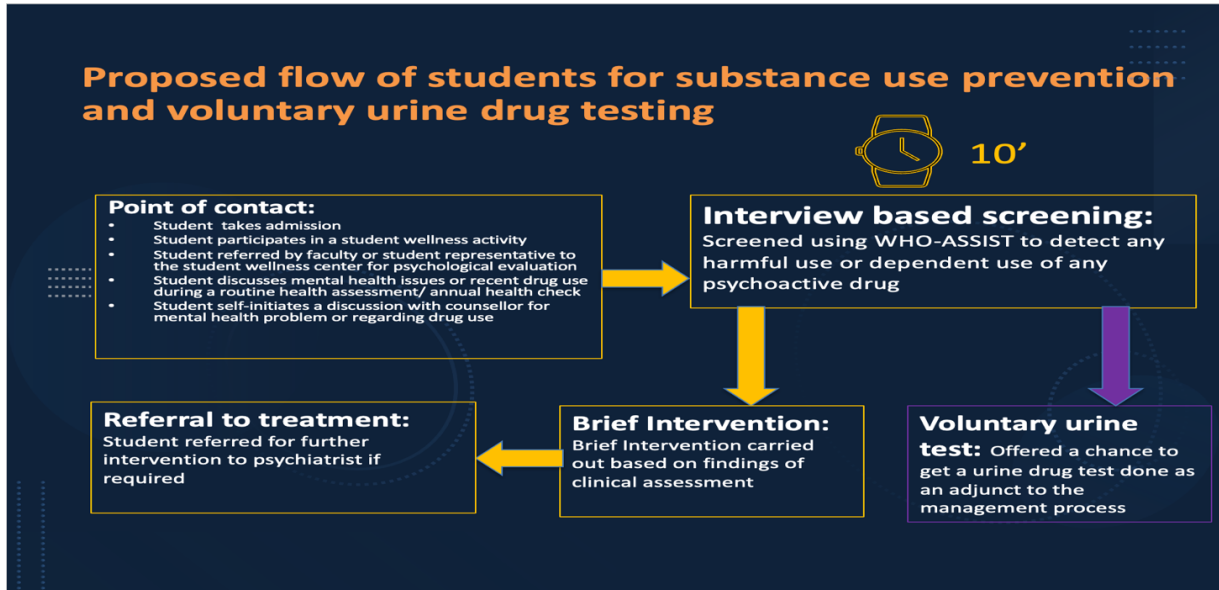 Proposed flow of students for substance use prevention
and voluntary urine drug testing
10’
Point of contact:
• Student takes admission
• Student participates in a student wellness activity
• Student referred by faculty or student representative to
the student wellness center for psychological evaluation
• Student discusses mental health issues or recent drug use
during a routine health assessment/ annual health check
• Student self-initiates a discussion with counsellor for
mental health problem or regarding drug use
Interview based screening:
Screened using WHO-ASSIST to detect any
harmful use or dependent use of any
psychoactive drug
Referral to treatment:
Student referred for further
intervention to psychiatrist if
required
Brief Intervention:
Brief Intervention carried
out based on findings of
clinical assessment
Voluntary urine
test: Offered a chance to
get a urine drug test done as
an adjunct to the
management process